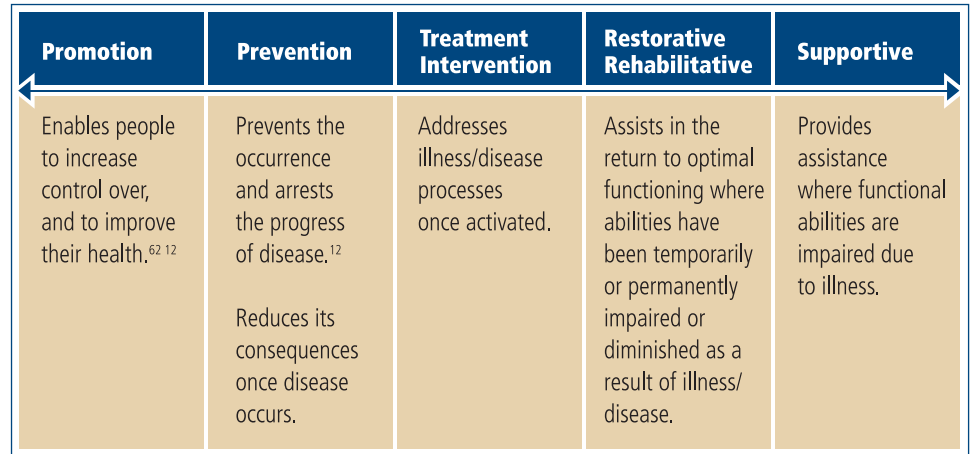 Promotion
Enables people
to increase
control over,
and to improve
their health.62 12
Prevention
Prevents the
occurrence
and arrests
the progress
of disease.12
Reduces its
consequences
once disease
occurs.
Treatment
Intervention
Addresses
illness/disease
processes
once activated.
Restorative
Rehabilitative
Assists in the
return to optimal
functioning where
abilities have
been temporarily
or permanently
impaired or
diminished as a
result of illness/
disease.
Supportive
Provides
assistance
where functional
abilities are
impaired due
to illness.